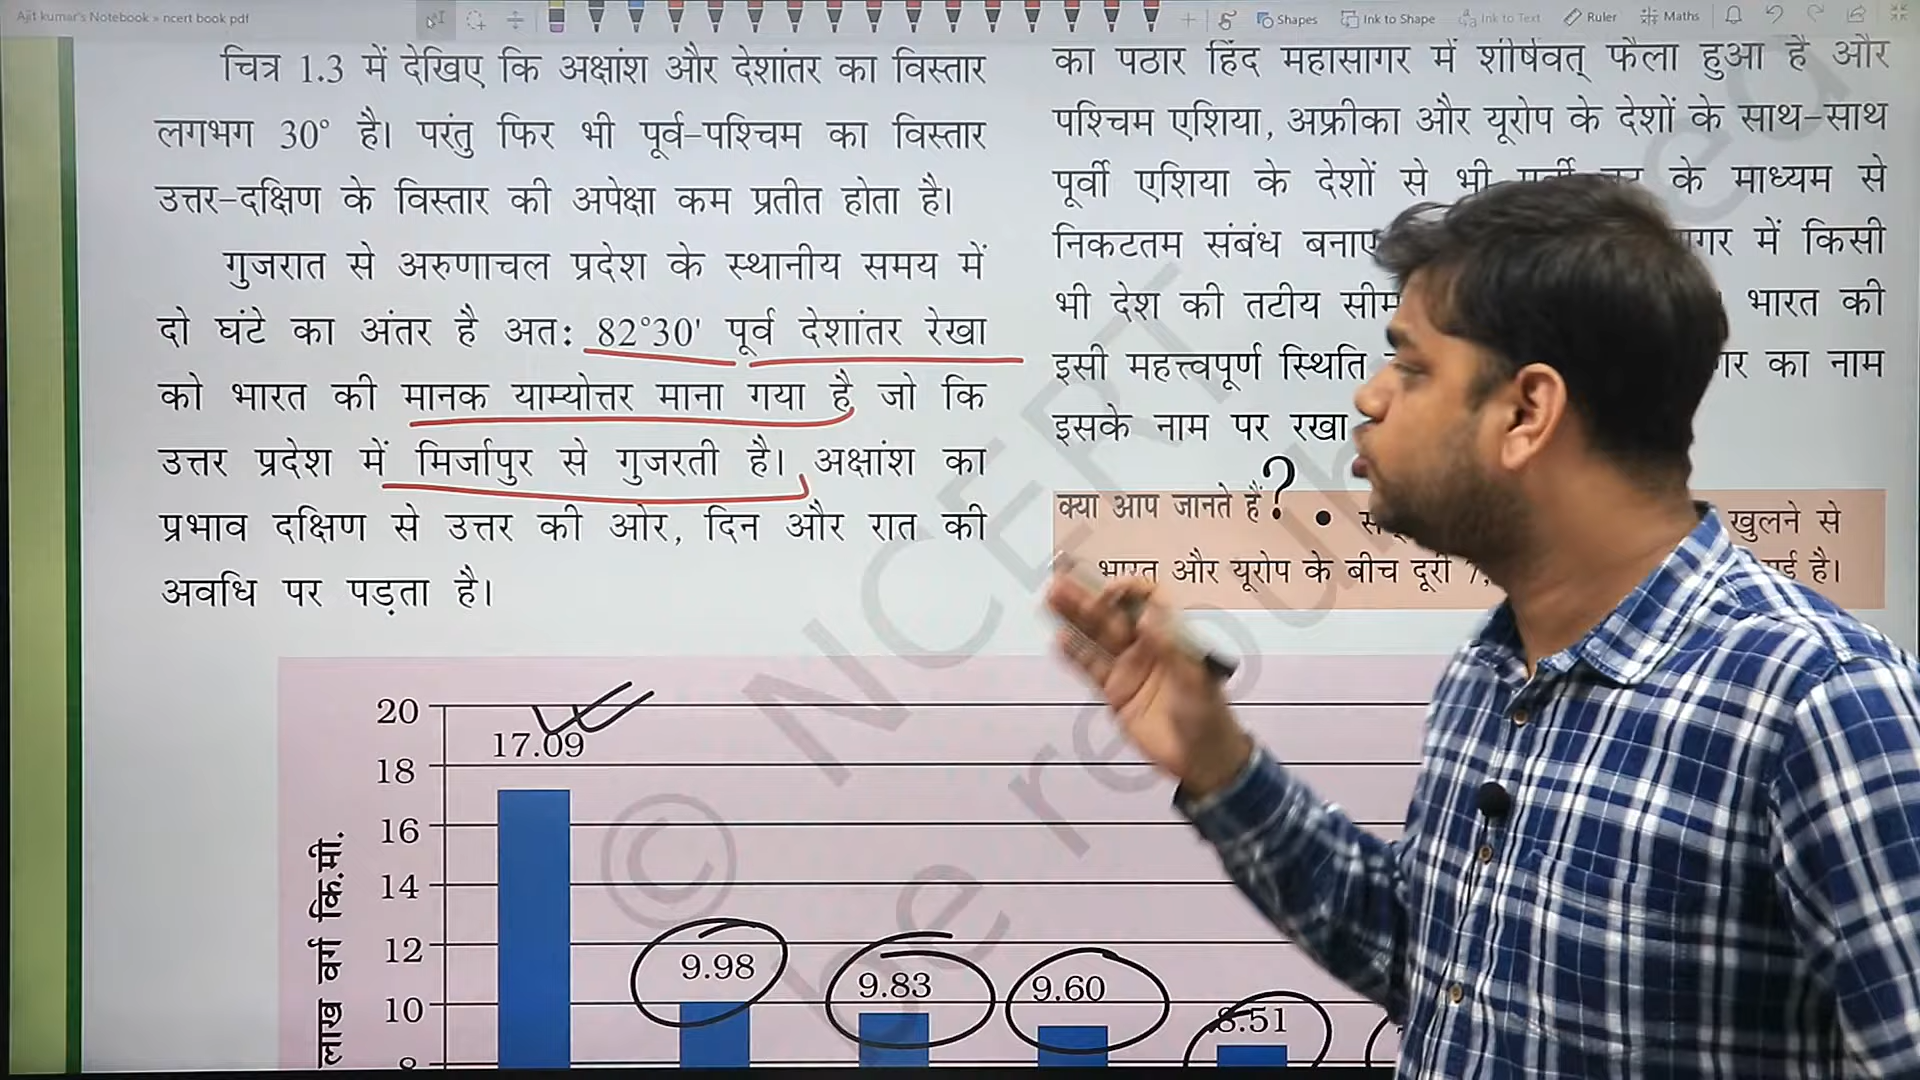 Ajit kumar's Notebook » ncert book pdf
Shapes
Ink to Shape
Ink to Text
Ruler
Maths
चित्र 1.3 में देखिए कि अक्षांश और देशांतर का विस्तार
लगभग 30° है। परंतु फिर भी पूर्व-पश्चिम का विस्तार
उत्तर-दक्षिण के विस्तार की अपेक्षा कम प्रतीत होता है।
गुजरात से अरुणाचल प्रदेश के स्थानीय समय में
दो घंटे का अंतर है अतः 82°30' पूर्व देशांतर रेखा
को भारत की मानक याम्योत्तर माना गया है जो कि
उत्तर प्रदेश में मिर्जापुर से गुजरती है। अक्षांश का
प्रभाव दक्षिण से उत्तर की ओर, दिन और रात की
अवधि पर पड़ता है।
का पठार हिंद महासागर में शीर्षवत् फैला हुआ है और
पश्चिम एशिया, अफ्रीका और यूरोप के देशों के साथ-साथ
पूर्वी एशिया के देशों से भी के माध्यम से
निकटतम संबंध बनाए में किसी
भी देश की तटीय भारत की
इसी महत्त्वपूर्ण स्थिति का नाम
इसके नाम पर रखा
क्या आप जानते हैं? • खुलने से
भारत और यूरोप के बीच दूरी है।
लाख वर्ग कि.मी.
20
18
16
14
12
10
8
17.09
9.98
9.83
9.60
8.51
© NCERT